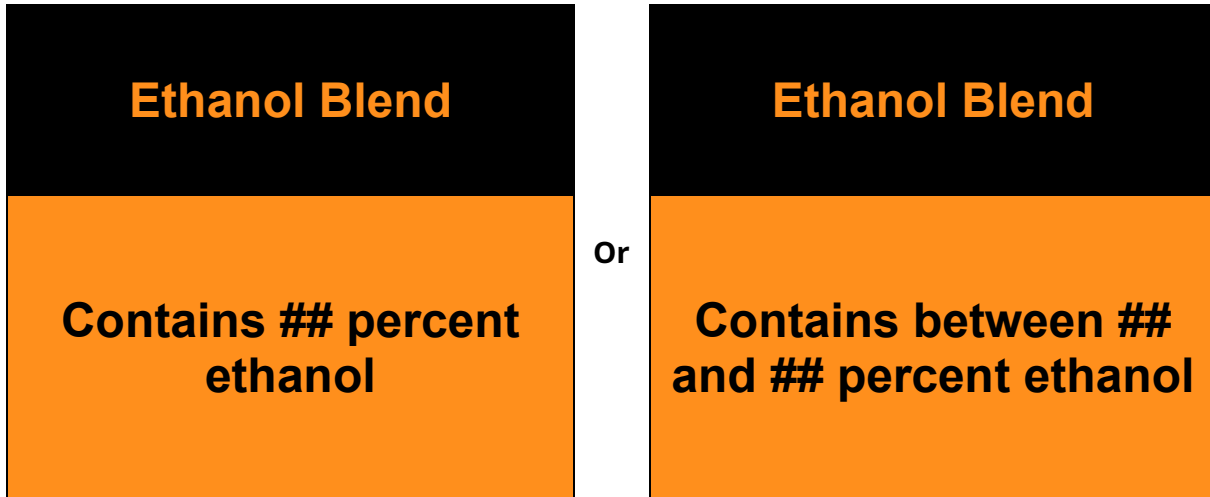 Ethanol Blend
Contains ## percent
ethanol
Or
Ethanol Blend
Contains between ##
and ## percent ethanol